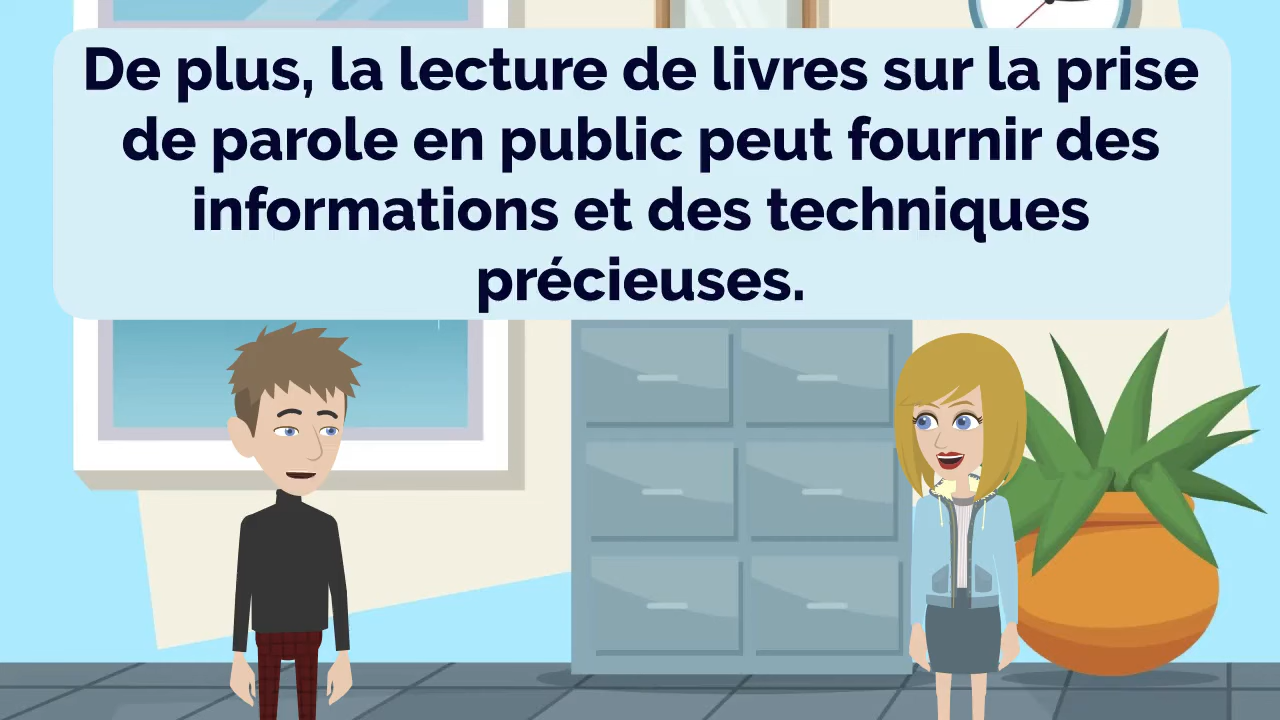 De plus, la lecture de livres sur la prise
de parole en public peut fournir des
informations et des techniques
précieuses.